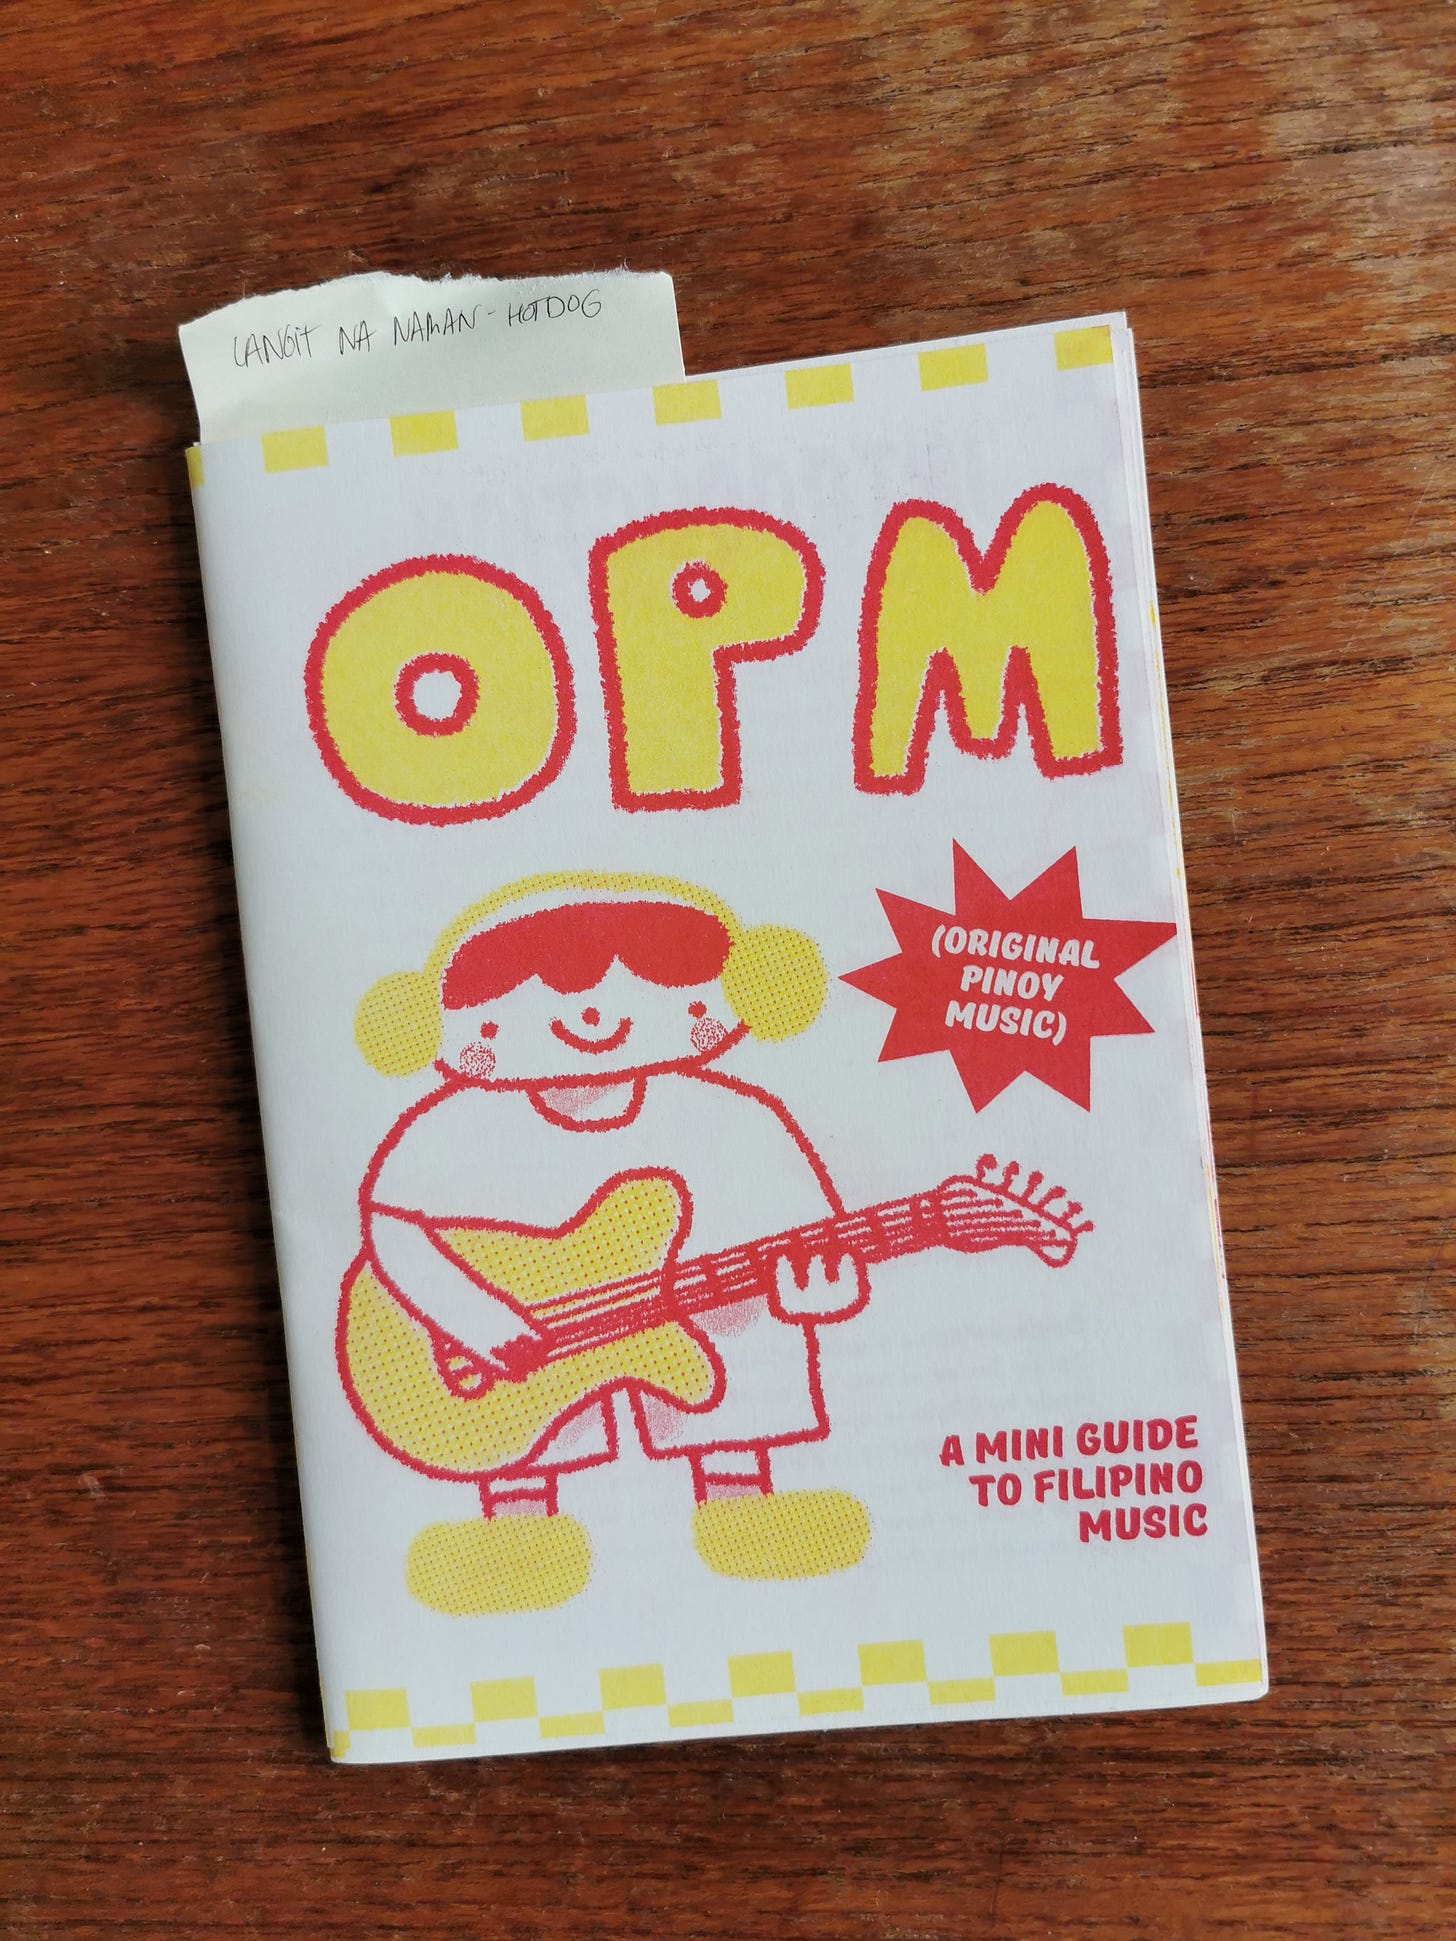 LANGIT NA NAMAN - HOTDOG
OPM
(ORIGINAL
PINOY
MUSIC)
A MINI GUIDE
TO FILIPINO
MUSIC